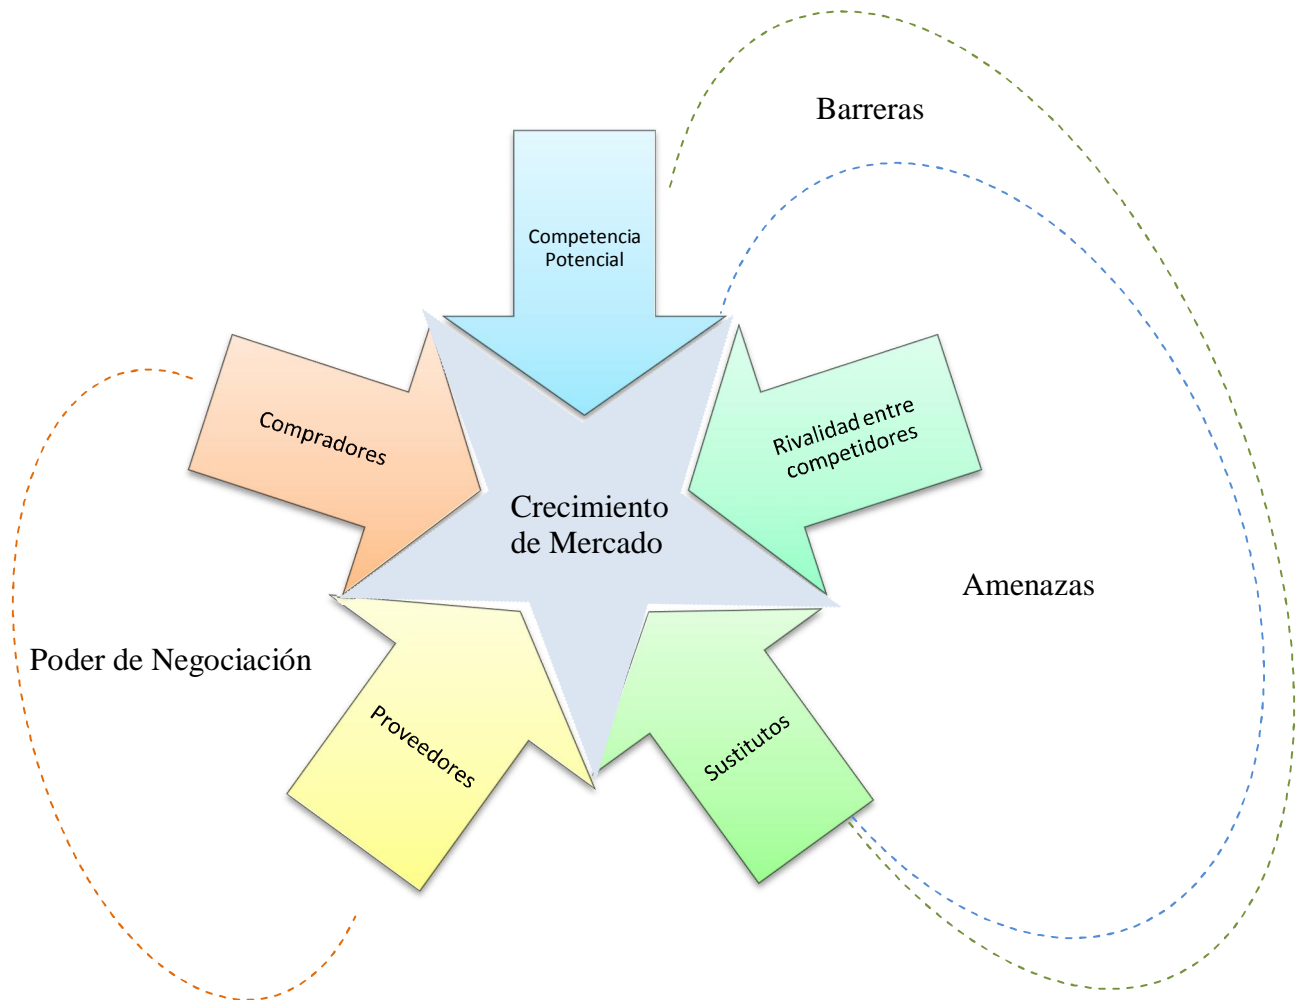 Barreras
Competencia
Potencial
Compradores
Rivalidad entre
competidores
Crecimiento
de Mercado
Amenazas
Poder de Negociación
Proveedores
Sustitutos